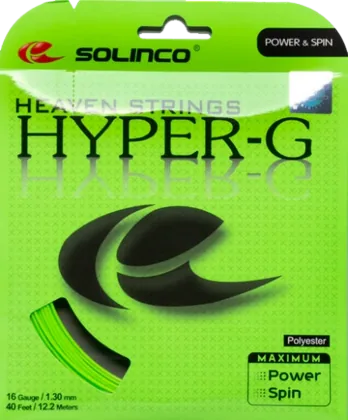 SOLINCO®
POWER & SPIN
HEAVEN STRINGS
HYPER-G
Polyester
MAXIMUM
Power
Spin
16 Gauge / 1.30 mm
40 Feet / 12.2 Meters